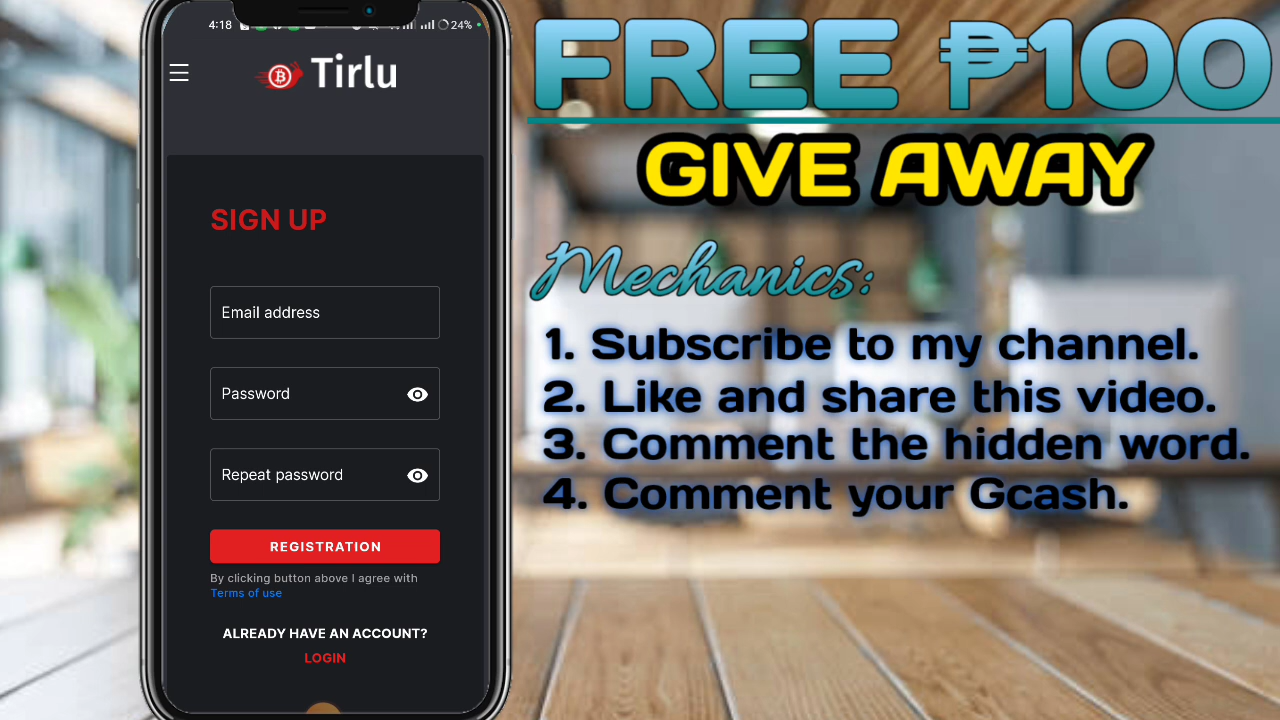 4:18
24%
Tirlu
SIGN UP
Email address
Password
Repeat password
REGISTRATION
By clicking button above I agree with
Terms of use
ALREADY HAVE AN ACCOUNT?
LOGIN
FREE ₱100
GIVE AWAY
Mechanics:
1. Subscribe to my channel.
2. Like and share this video.
3. Comment the hidden word.
4. Comment your Gcash.